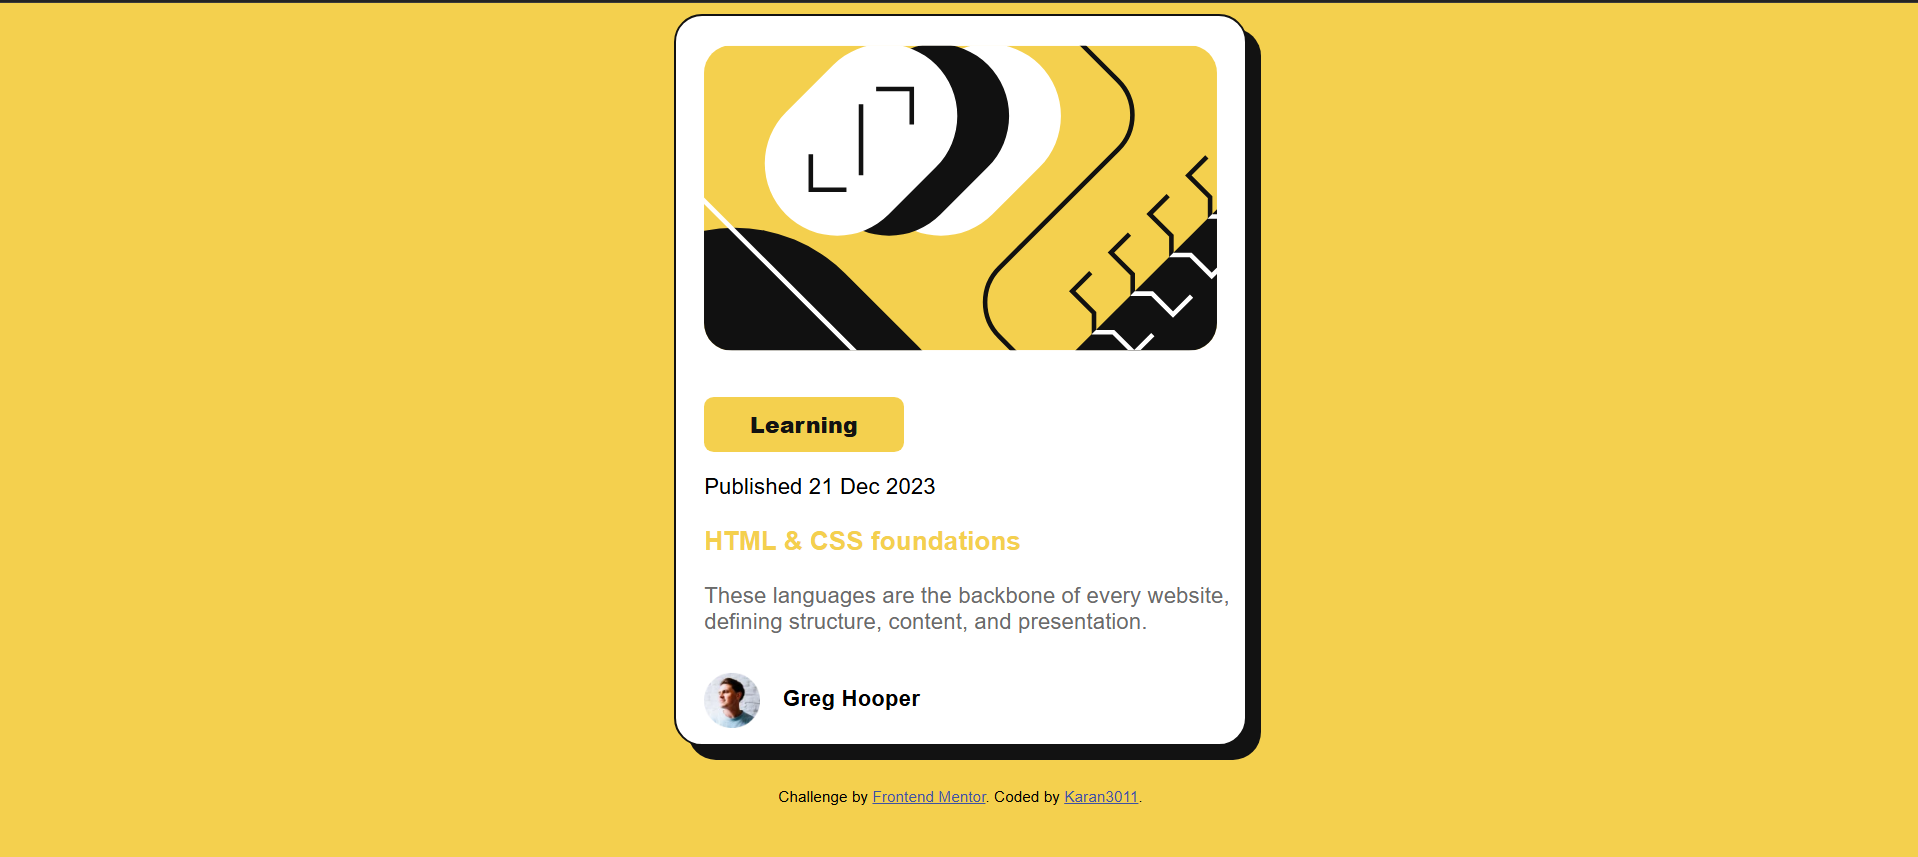 Learning
Published 21 Dec 2023
HTML & CSS foundations
These languages are the backbone of every website,
defining structure, content, and presentation.
Greg Hooper
Challenge by Frontend Mentor. Coded by Karan3011.